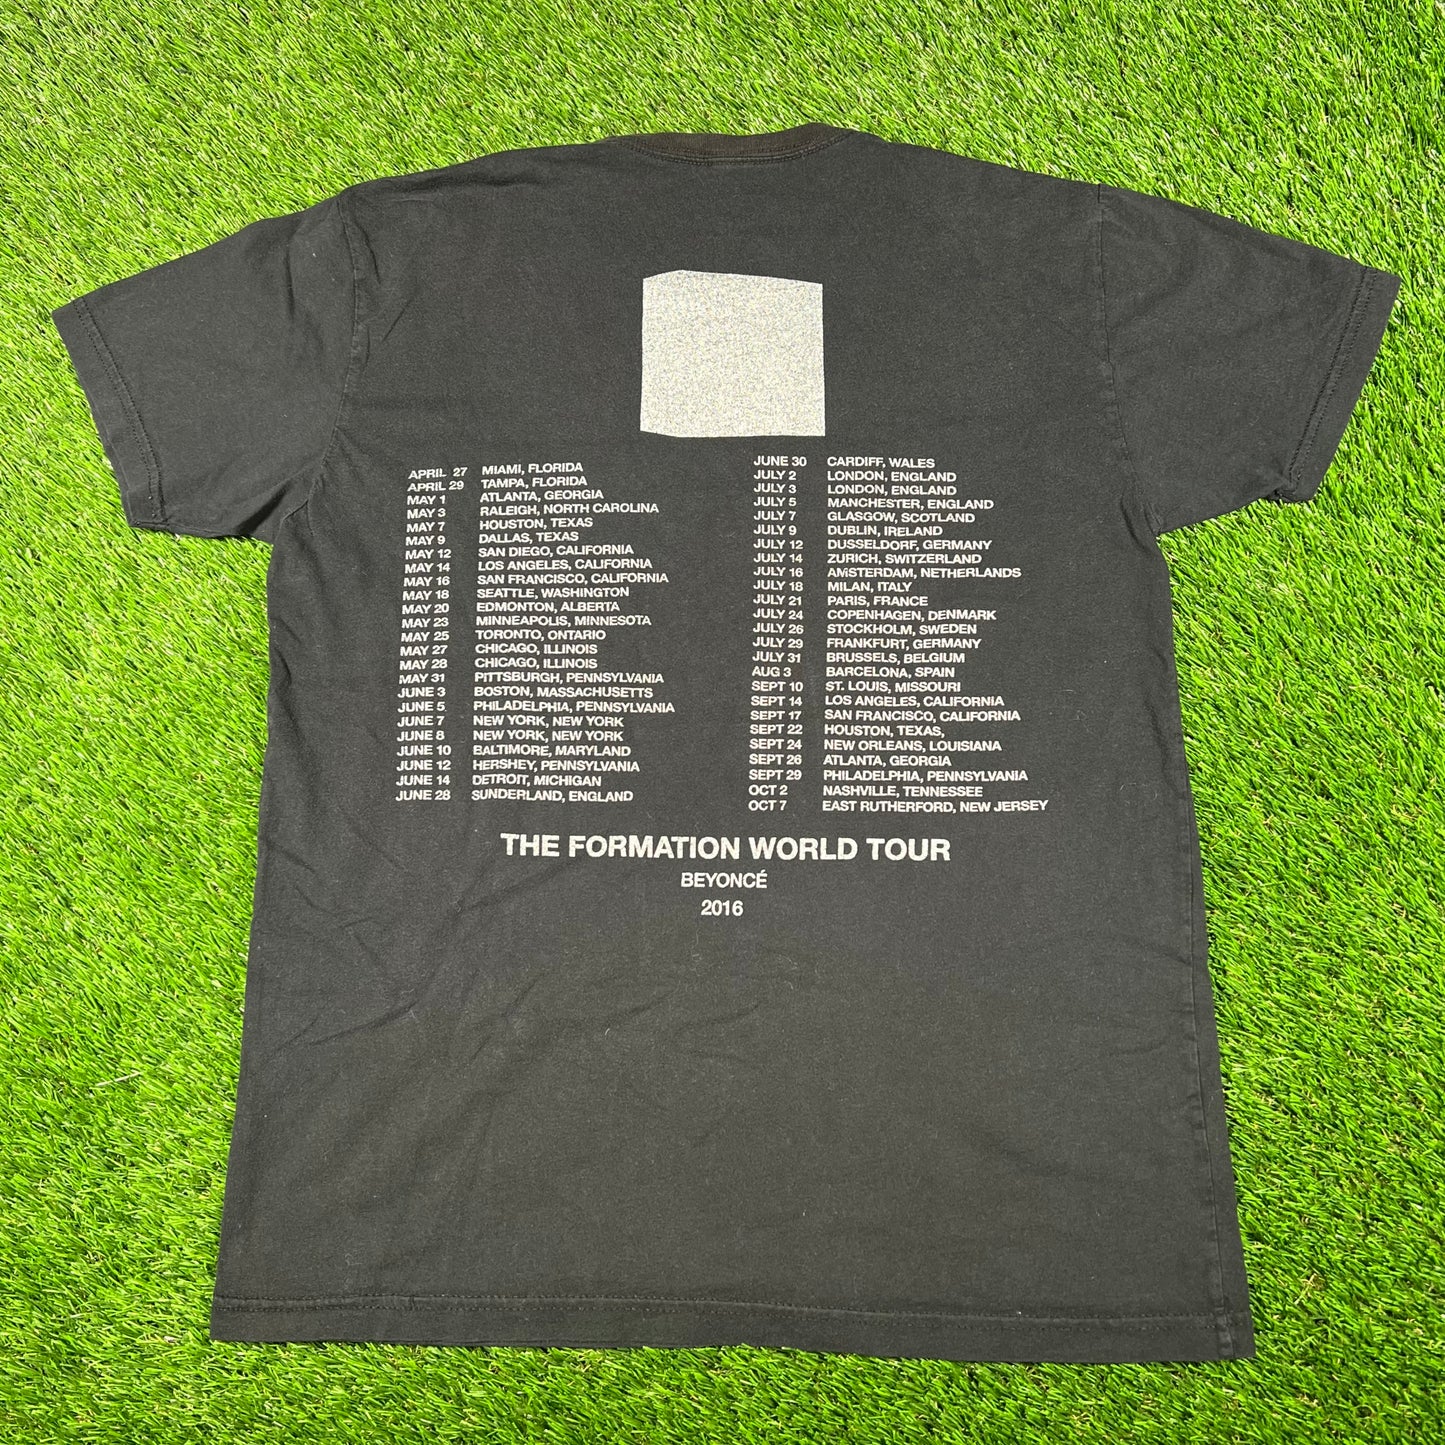 APRIL 27 MIAMI, FLORIDA
APRIL 29 TAMPA, FLORIDA
MAY 1 ATLANTA, GEORGIA
MAY 3 RALEIGH, NORTH CAROLINA
MAY 7 HOUSTON, TEXAS
MAY 9 DALLAS, TEXAS
MAY 12 SAN DIEGO, CALIFORNIA
MAY 14 LOS ANGELES, CALIFORNIA
MAY 16 SAN FRANCISCO, CALIFORNIA
MAY 18 SEATTLE, WASHINGTON
MAY 20 EDMONTON, ALBERTA
MAY 23 MINNEAPOLIS, MINNESOTA
MAY 25 TORONTO, ONTARIO
MAY 27 CHICAGO, ILLINOIS
MAY 28 CHICAGO, ILLINOIS
MAY 31 PITTSBURGH, PENNSYLVANIA
JUNE 3 BOSTON, MASSACHUSETTS
JUNE 5 PHILADELPHIA, PENNSYLVANIA
JUNE 7 NEW YORK, NEW YORK
JUNE 8 NEW YORK, NEW YORK
JUNE 10 BALTIMORE, MARYLAND
JUNE 12 HERSHEY, PENNSYLVANIA
JUNE 14 DETROIT, MICHIGAN
JUNE 28 SUNDERLAND, ENGLAND
JUNE 30 CARDIFF, WALES
JULY 2 LONDON, ENGLAND
JULY 3 LONDON, ENGLAND
JULY 5 MANCHESTER, ENGLAND
JULY 7 GLASGOW, SCOTLAND
JULY 9 DUBLIN, IRELAND
JULY 12 DUSSELDORF, GERMANY
JULY 14 ZURICH, SWITZERLAND
JULY 16 AMSTERDAM, NETHERLANDS
JULY 18 MILAN, ITALY
JULY 21 PARIS, FRANCE
JULY 24 COPENHAGEN, DENMARK
JULY 26 STOCKHOLM, SWEDEN
JULY 29 FRANKFURT, GERMANY
JULY 31 BRUSSELS, BELGIUM
AUG 3 BARCELONA, SPAIN
SEPT 10 ST. LOUIS, MISSOURI
SEPT 14 LOS ANGELES, CALIFORNIA
SEPT 17 SAN FRANCISCO, CALIFORNIA
SEPT 22 HOUSTON, TEXAS,
SEPT 24 NEW ORLEANS, LOUISIANA
SEPT 26 ATLANTA, GEORGIA
SEPT 29 PHILADELPHIA, PENNSYLVANIA
OCT 2 NASHVILLE, TENNESSEE
OCT 7 EAST RUTHERFORD, NEW JERSEY
THE FORMATION WORLD TOUR
BEYONCÉ
2016